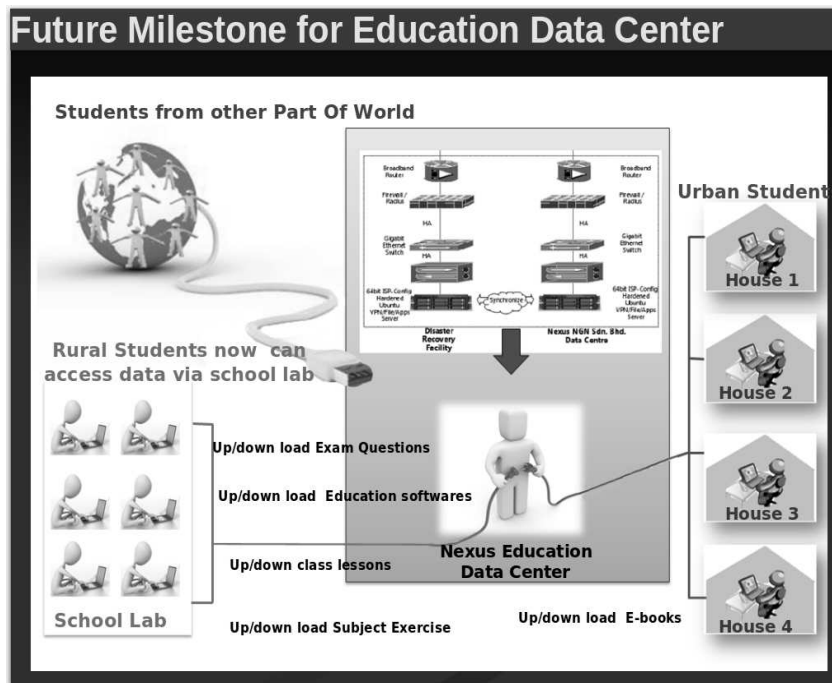 Future Milestone for Education Data Center
Students from other Part Of World
Broadband
Router
Firewall /
Radius
HA
Gigabit
Ethernet
Switch
HA
64bit ISP-Config
Hardened
Ubuntu
VPN/File/Apps
Server
Disaster
Recovery
Facility
Synchronize
Broadband
Router
Firewall /
Radius
HA
Gigabit
Ethernet
Switch
HA
64bit ISP-Config
Hardened
Ubuntu
VPN/File/Apps
Server
Nexus NGN Sdn. Bhd.
Data Centre
Urban Student
House 1
House 2
House 3
House 4
Rural Students now can
access data via school lab
School Lab
Up/down load Exam Questions
Up/down load Education softwares
Up/down class lessons
Up/down load Subject Exercise
Nexus Education
Data Center
Up/down load E-books